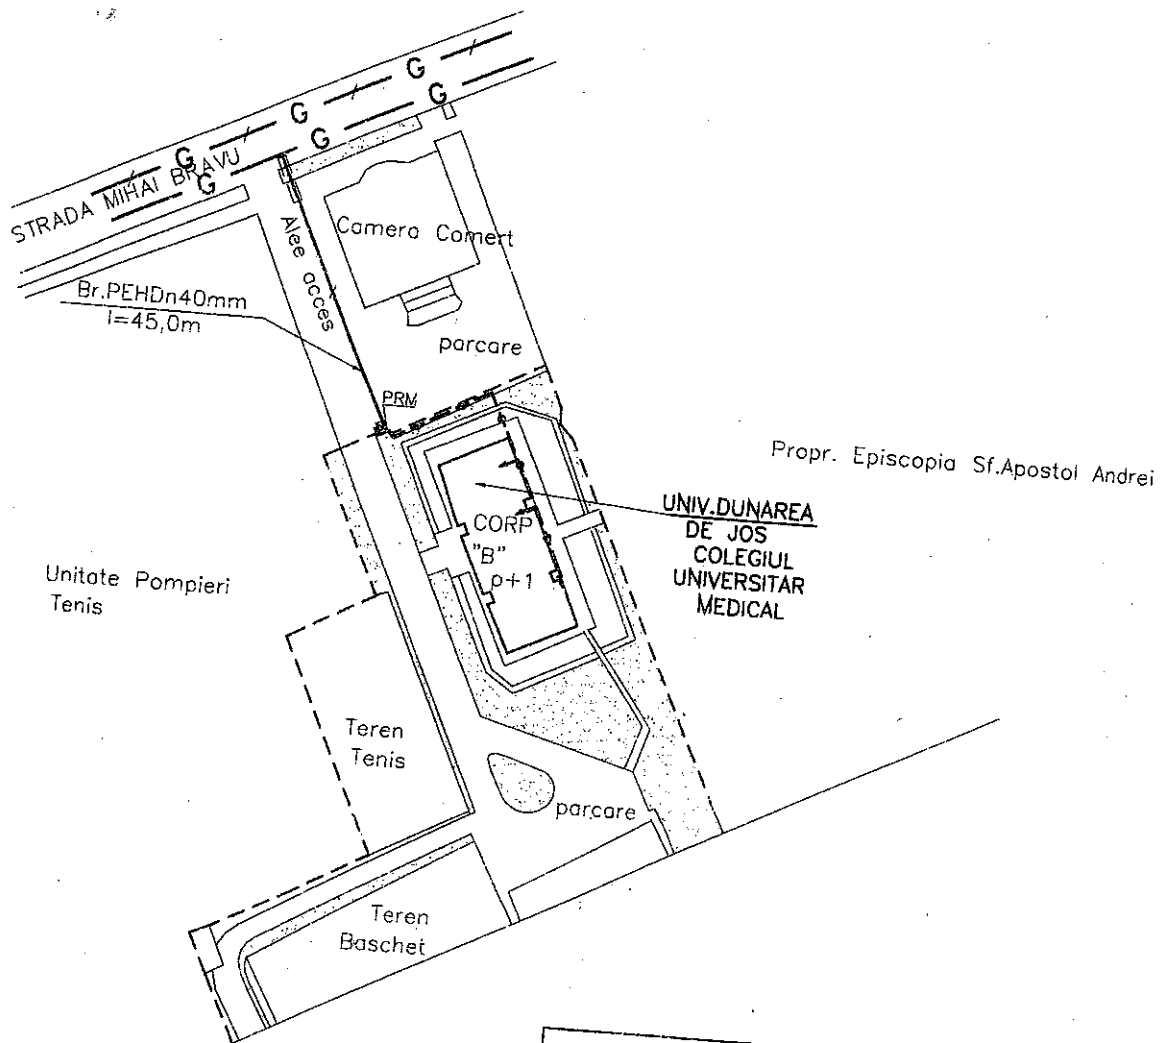 G
G
G
G
G
G
STRADA MIHAI BRAVU
Camera Comert
Alee acces
Br.PEHDn40mm
l=45,0m
parcare
PRM
Propr. Episcopia Sf.Apostol Andrei
UNIV.DUNAREA
DE JOS
COLEGIUL
UNIVERSITAR
MEDICAL
CORP
"B"
p+1
Unitate Pompieri
Tenis
Teren
Tenis
parcare
Teren
Baschet